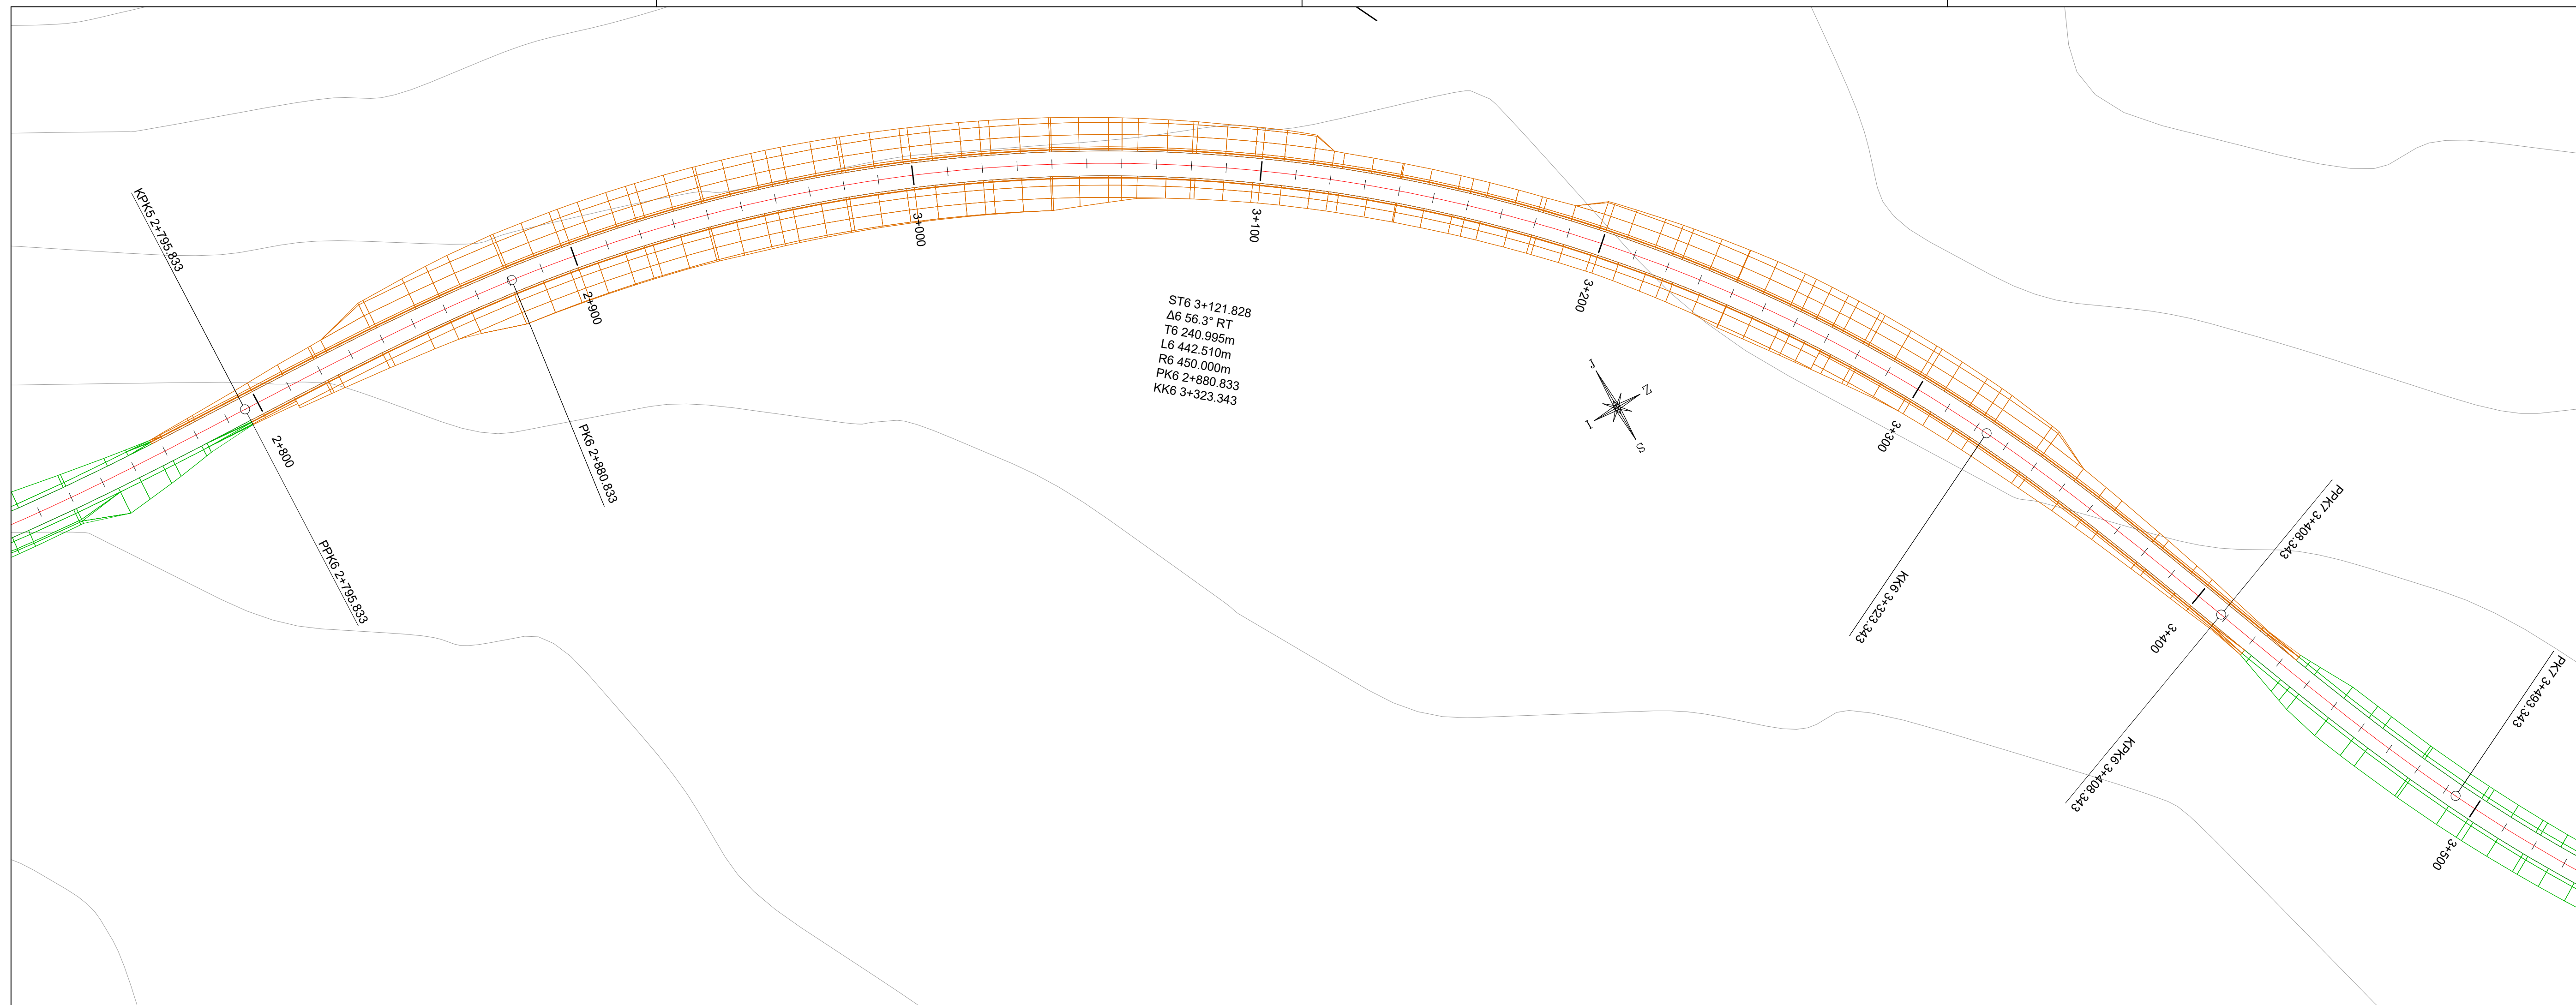 KPK5 2+795.833
2+800
PPK6 2+795.833
PK6 2+880.833
2+900
3+000
3+100
ST6 3+121.828
Δ6 56.3° RT
T6 240.995m
L6 442.510m
R6 450.000m
PK6 2+880.833
KK6 3+323.343
3+200
J
Z
I
S
3+300
KK6 3+323.343
PPK7 3+408.343
3+400
KPK6 3+408.343
PK7 3+493.343
3+500